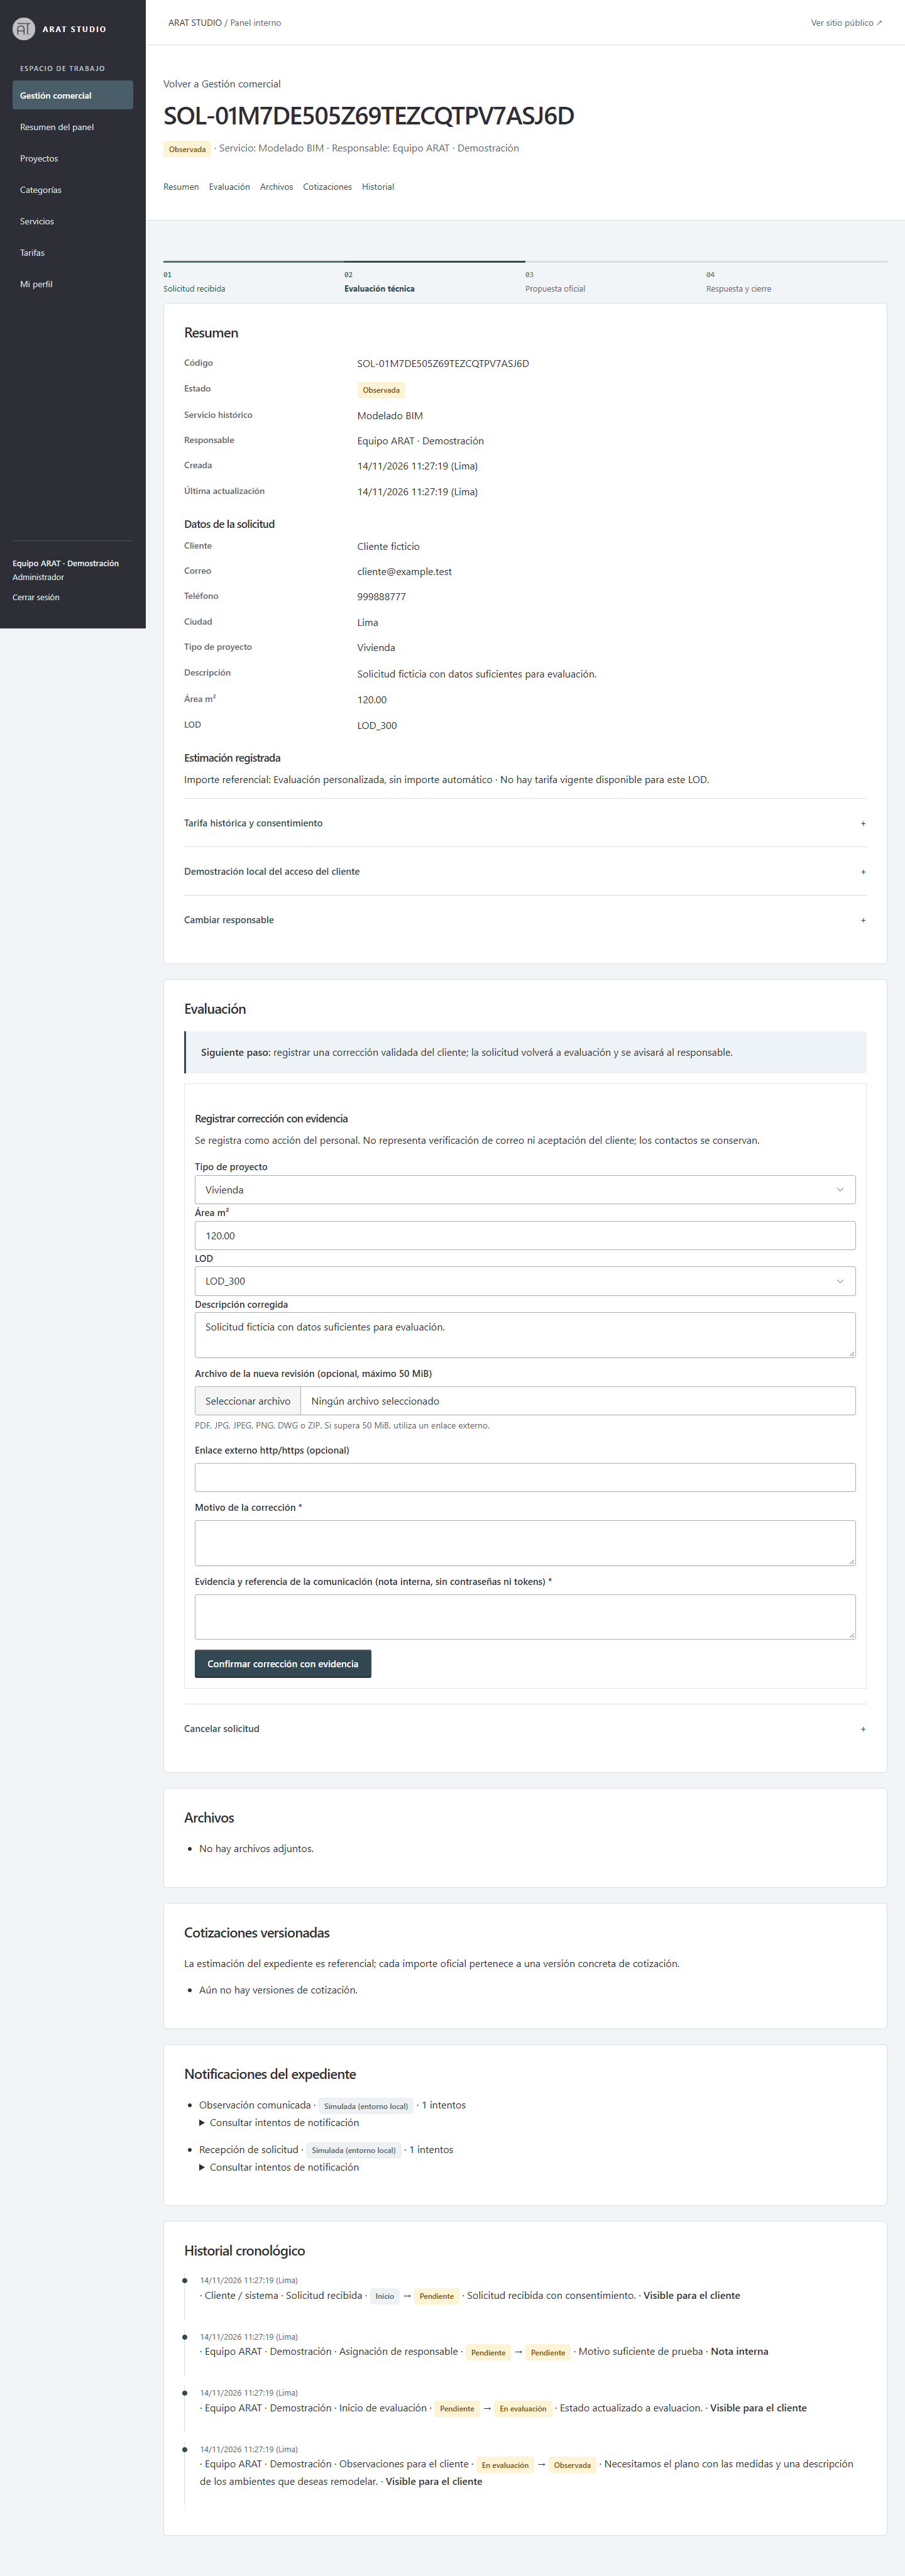 ARAT STUDIO
ESPACIO DE TRABAJO
Gestión comercial
Resumen del panel
Proyectos
Categorías
Servicios
Tarifas
Mi perfil
Equipo ARAT · Demostración
Administrador
Cerrar sesión
ARAT STUDIO / Panel interno
Ver sitio público ↗
Volver a Gestión comercial
SOL-01M7DE505Z69TEZCQTPV7ASJ6D
Observada · Servicio: Modelado BIM · Responsable: Equipo ARAT · Demostración
Resumen Evaluación Archivos Cotizaciones Historial
01
Solicitud recibida
02
Evaluación técnica
03
Propuesta oficial
04
Respuesta y cierre
Resumen
Código SOL-01M7DE505Z69TEZCQTPV7ASJ6D
Estado Observada
Servicio histórico Modelado BIM
Responsable Equipo ARAT · Demostración
Creada 14/11/2026 11:27:19 (Lima)
Última actualización 14/11/2026 11:27:19 (Lima)
Datos de la solicitud
Cliente Cliente ficticio
Correo cliente@example.test
Teléfono 999888777
Ciudad Lima
Tipo de proyecto Vivienda
Descripción Solicitud ficticia con datos suficientes para evaluación.
Área m² 120.00
LOD LOD_300
Estimación registrada
Importe referencial: Evaluación personalizada, sin importe automático · No hay tarifa vigente disponible para este LOD.
Tarifa histórica y consentimiento +
Demostración local del acceso del cliente +
Cambiar responsable +
Evaluación
Siguiente paso: registrar una corrección validada del cliente; la solicitud volverá a evaluación y se avisará al responsable.
Registrar corrección con evidencia
Se registra como acción del personal. No representa verificación de correo ni aceptación del cliente; los contactos se conservan.
Tipo de proyecto
Vivienda
Área m²
120.00
LOD
LOD_300
Descripción corregida
Solicitud ficticia con datos suficientes para evaluación.
Archivo de la nueva revisión (opcional, máximo 50 MiB)
Seleccionar archivo Ningún archivo seleccionado
PDF, JPG, JPEG, PNG, DWG o ZIP. Si supera 50 MiB, utiliza un enlace externo.
Enlace externo http/https (opcional)
Motivo de la corrección *
Evidencia y referencia de la comunicación (nota interna, sin contraseñas ni tokens) *
Confirmar corrección con evidencia
Cancelar solicitud +
Archivos
• No hay archivos adjuntos.
Cotizaciones versionadas
La estimación del expediente es referencial; cada importe oficial pertenece a una versión concreta de cotización.
• Aún no hay versiones de cotización.
Notificaciones del expediente
• Observación comunicada · Simulada (entorno local) · 1 intentos
▶ Consultar intentos de notificación
• Recepción de solicitud · Simulada (entorno local) · 1 intentos
▶ Consultar intentos de notificación
Historial cronológico
14/11/2026 11:27:19 (Lima)
· Cliente / sistema · Solicitud recibida · Inicio → Pendiente · Solicitud recibida con consentimiento. · Visible para el cliente
14/11/2026 11:27:19 (Lima)
· Equipo ARAT · Demostración · Asignación de responsable · Pendiente → Pendiente · Motivo suficiente de prueba · Nota interna
14/11/2026 11:27:19 (Lima)
· Equipo ARAT · Demostración · Inicio de evaluación · Pendiente → En evaluación · Estado actualizado a evaluacion. · Visible para el cliente
14/11/2026 11:27:19 (Lima)
· Equipo ARAT · Demostración · Observaciones para el cliente · En evaluación → Observada · Necesitamos el plano con las medidas y una descripción
de los ambientes que deseas remodelar. · Visible para el cliente